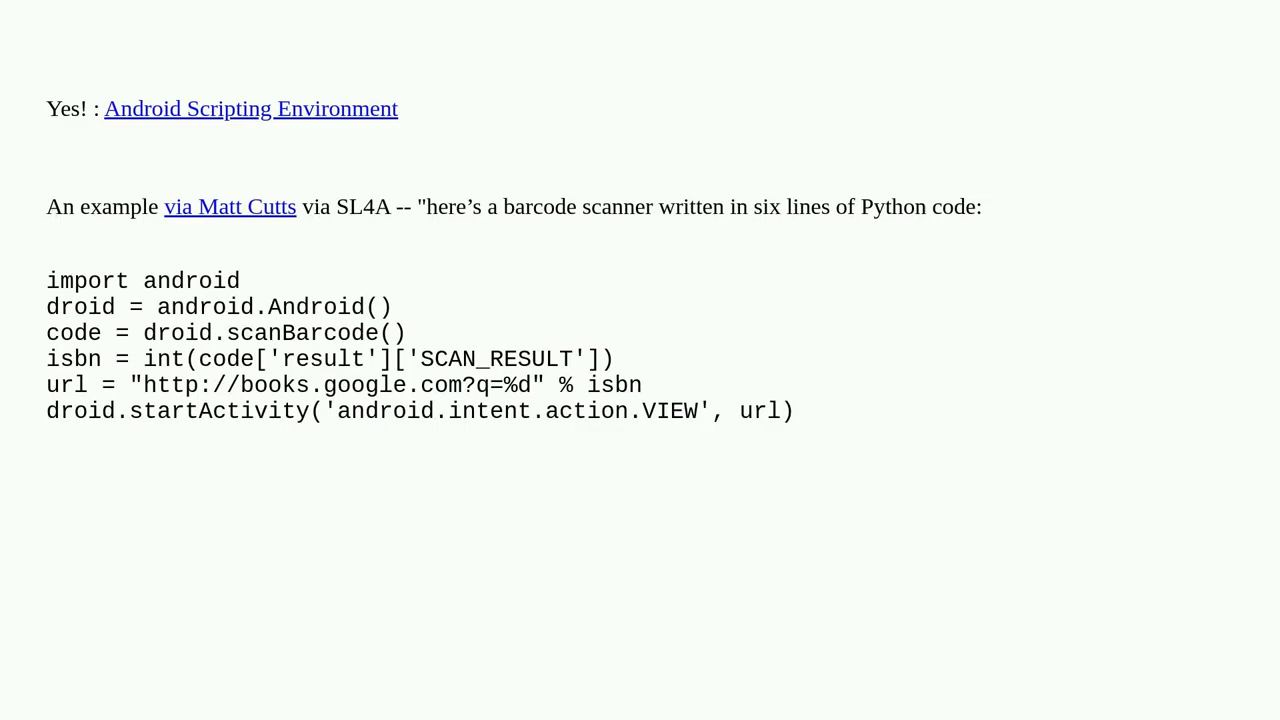 Yes! : Android Scripting Environment
An example via Matt Cutts via SL4A -- "here’s a barcode scanner written in six lines of Python code:
import android
droid = android.Android()
code = droid.scanBarcode()
isbn = int(code['result']['SCAN_RESULT'])
url = "http://books.google.com?q=%d" % isbn
droid.startActivity('android.intent.action.VIEW', url)